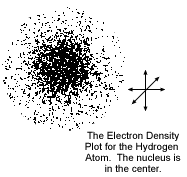 The Electron Density
Plot for the Hydrogen
Atom.  The nucleus is
in the center.